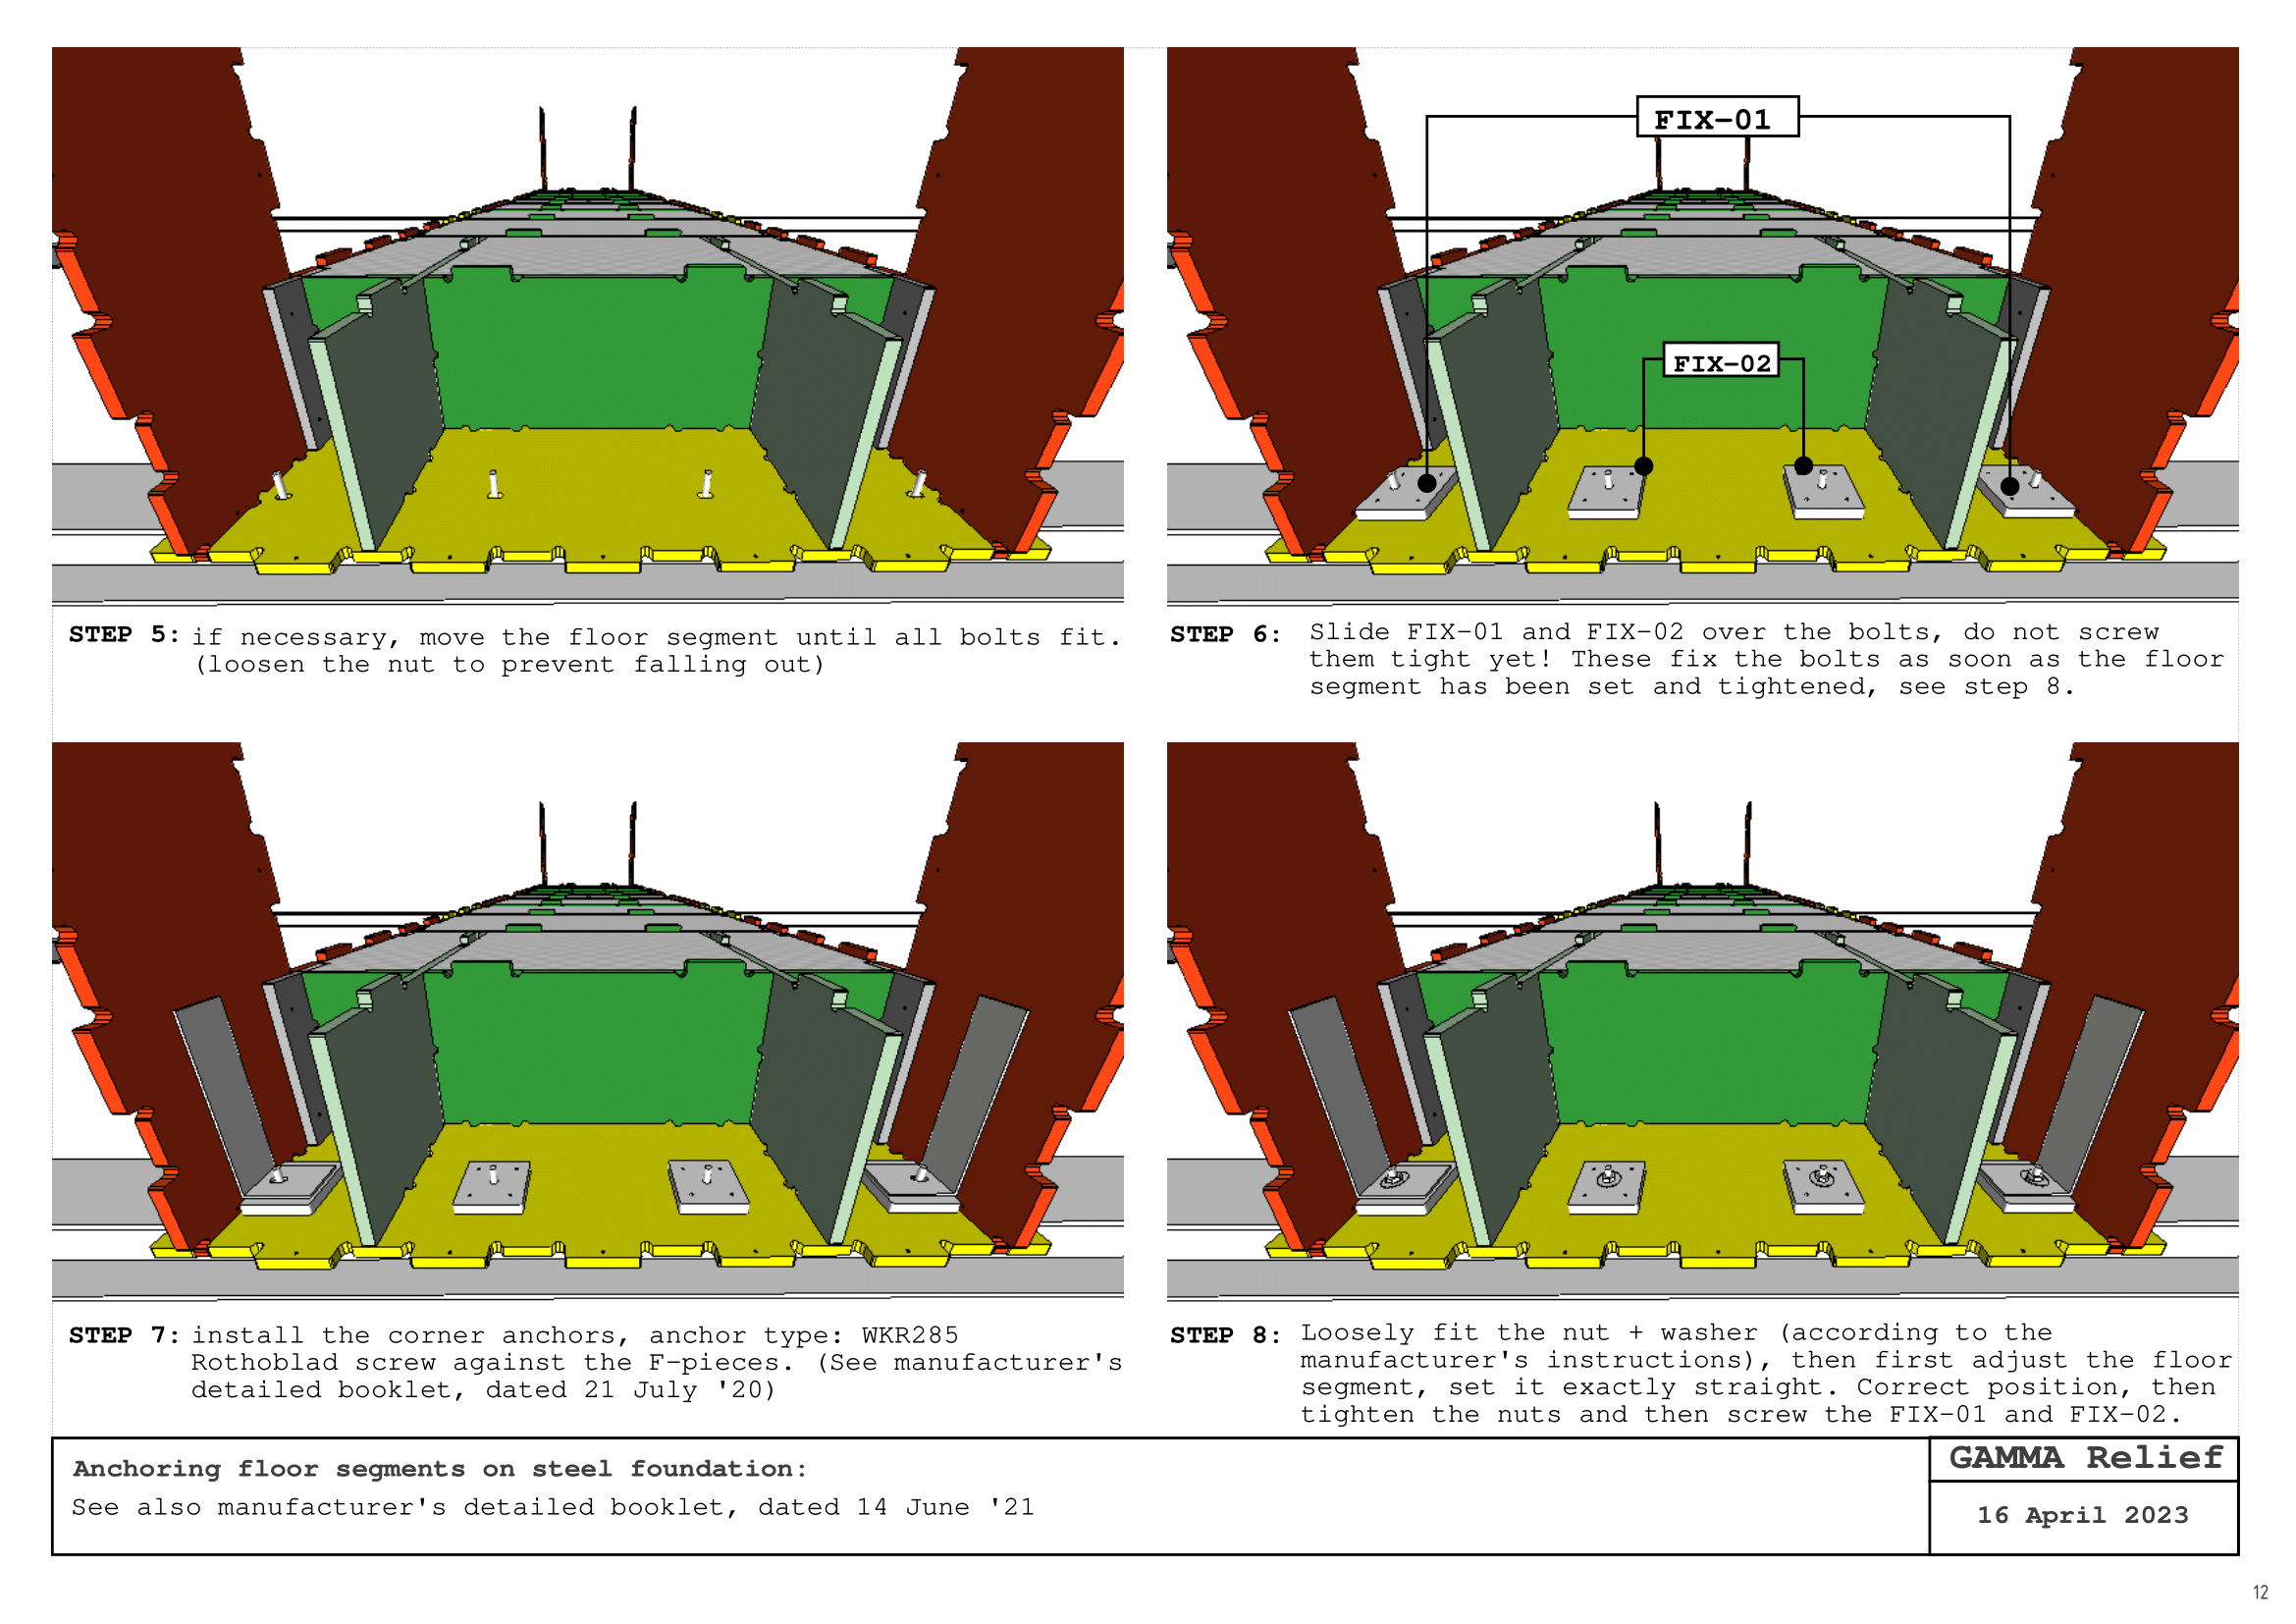 FIX-01
FIX-02
STEP 5: if necessary, move the floor segment until all bolts fit.
(loosen the nut to prevent falling out)
STEP 6: Slide FIX-01 and FIX-02 over the bolts, do not screw
them tight yet! These fix the bolts as soon as the floor
segment has been set and tightened, see step 8.
STEP 7: install the corner anchors, anchor type: WKR285
Rothoblad screw against the F-pieces. (See manufacturer's
detailed booklet, dated 21 July '20)
STEP 8: Loosely fit the nut + washer (according to the
manufacturer's instructions), then first adjust the floor
segment, set it exactly straight. Correct position, then
tighten the nuts and then screw the FIX-01 and FIX-02.
Anchoring floor segments on steel foundation:
See also manufacturer's detailed booklet, dated 14 June '21
GAMMA Relief
16 April 2023
12